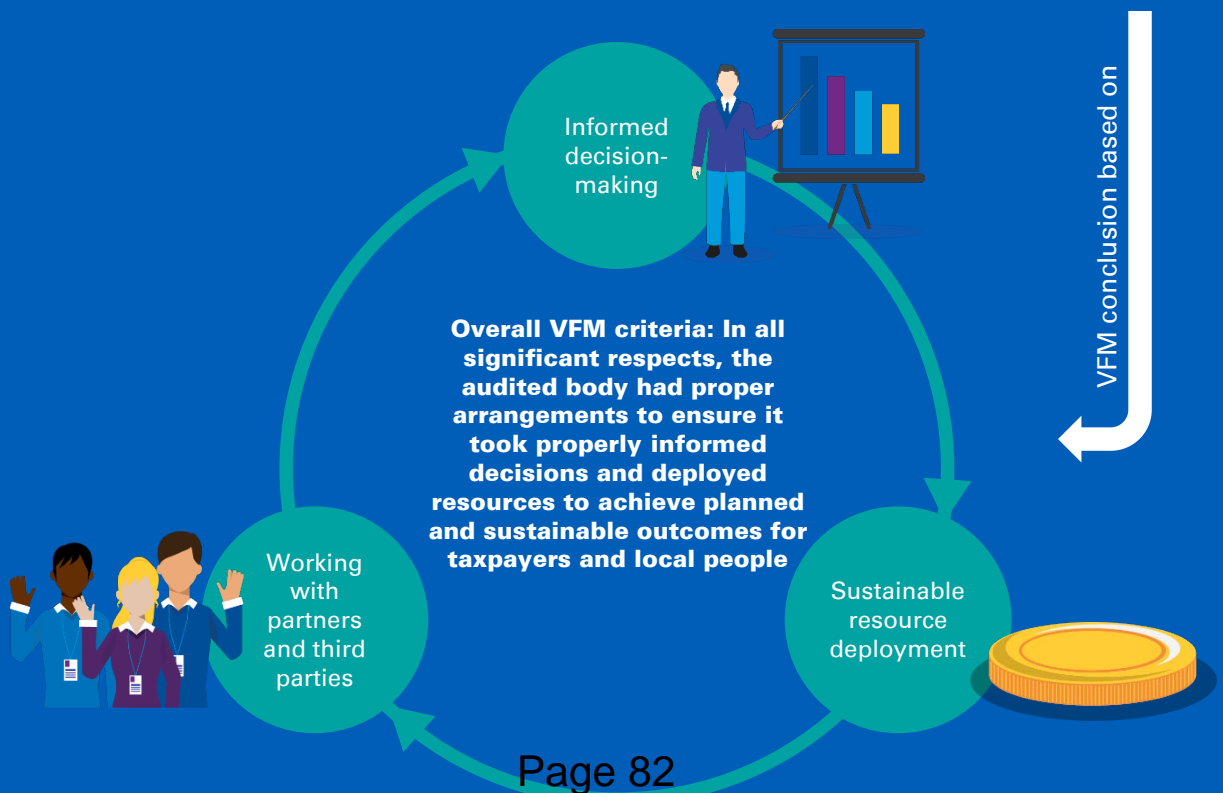 VFM conclusion based on
Informed
decision-
making
Overall VFM criteria: In all
significant respects, the
audited body had proper
arrangements to ensure it
took properly informed
decisions and deployed
resources to achieve planned
and sustainable outcomes for
taxpayers and local people
Working
with
partners
and third
parties
Sustainable
resource
deployment
Page 82